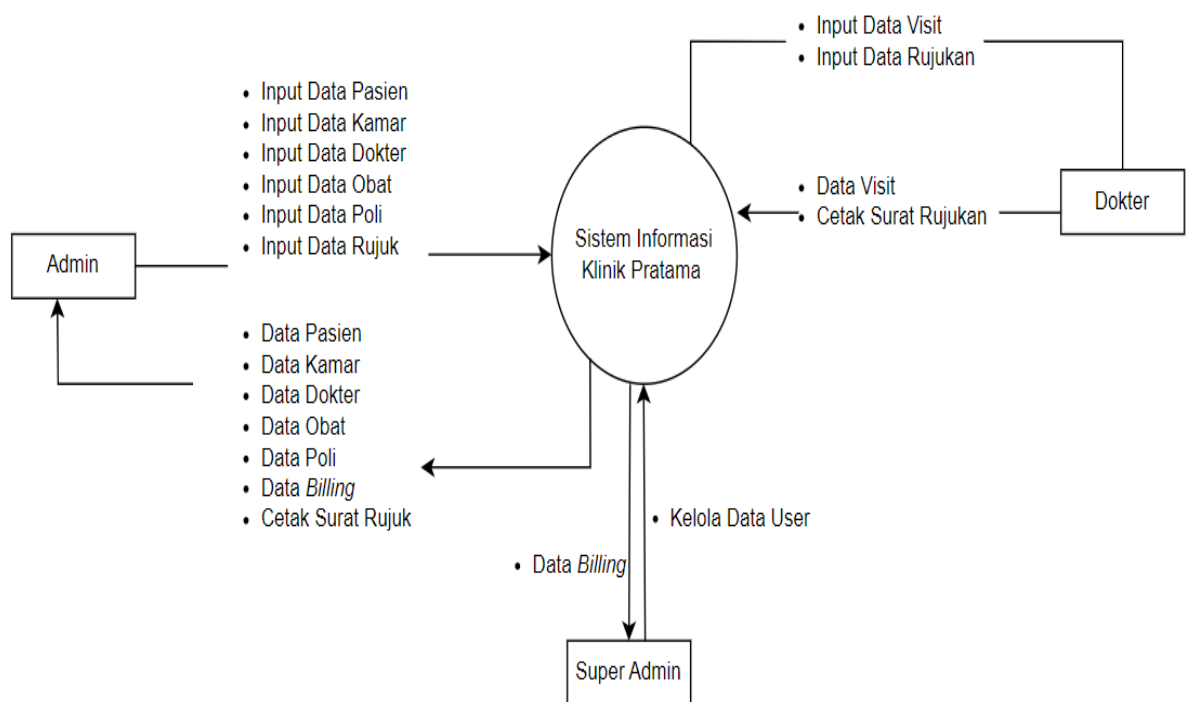 • Input Data Visit
• Input Data Rujukan
• Input Data Pasien
• Input Data Kamar
• Input Data Dokter
• Input Data Obat
• Input Data Poli
• Input Data Rujuk
Admin
Sistem Informasi
Klinik Pratama
• Data Visit
• Cetak Surat Rujukan
Dokter
• Data Pasien
• Data Kamar
• Data Dokter
• Data Obat
• Data Poli
• Data Billing
• Cetak Surat Rujuk
• Kelola Data User
• Data Billing
Super Admin